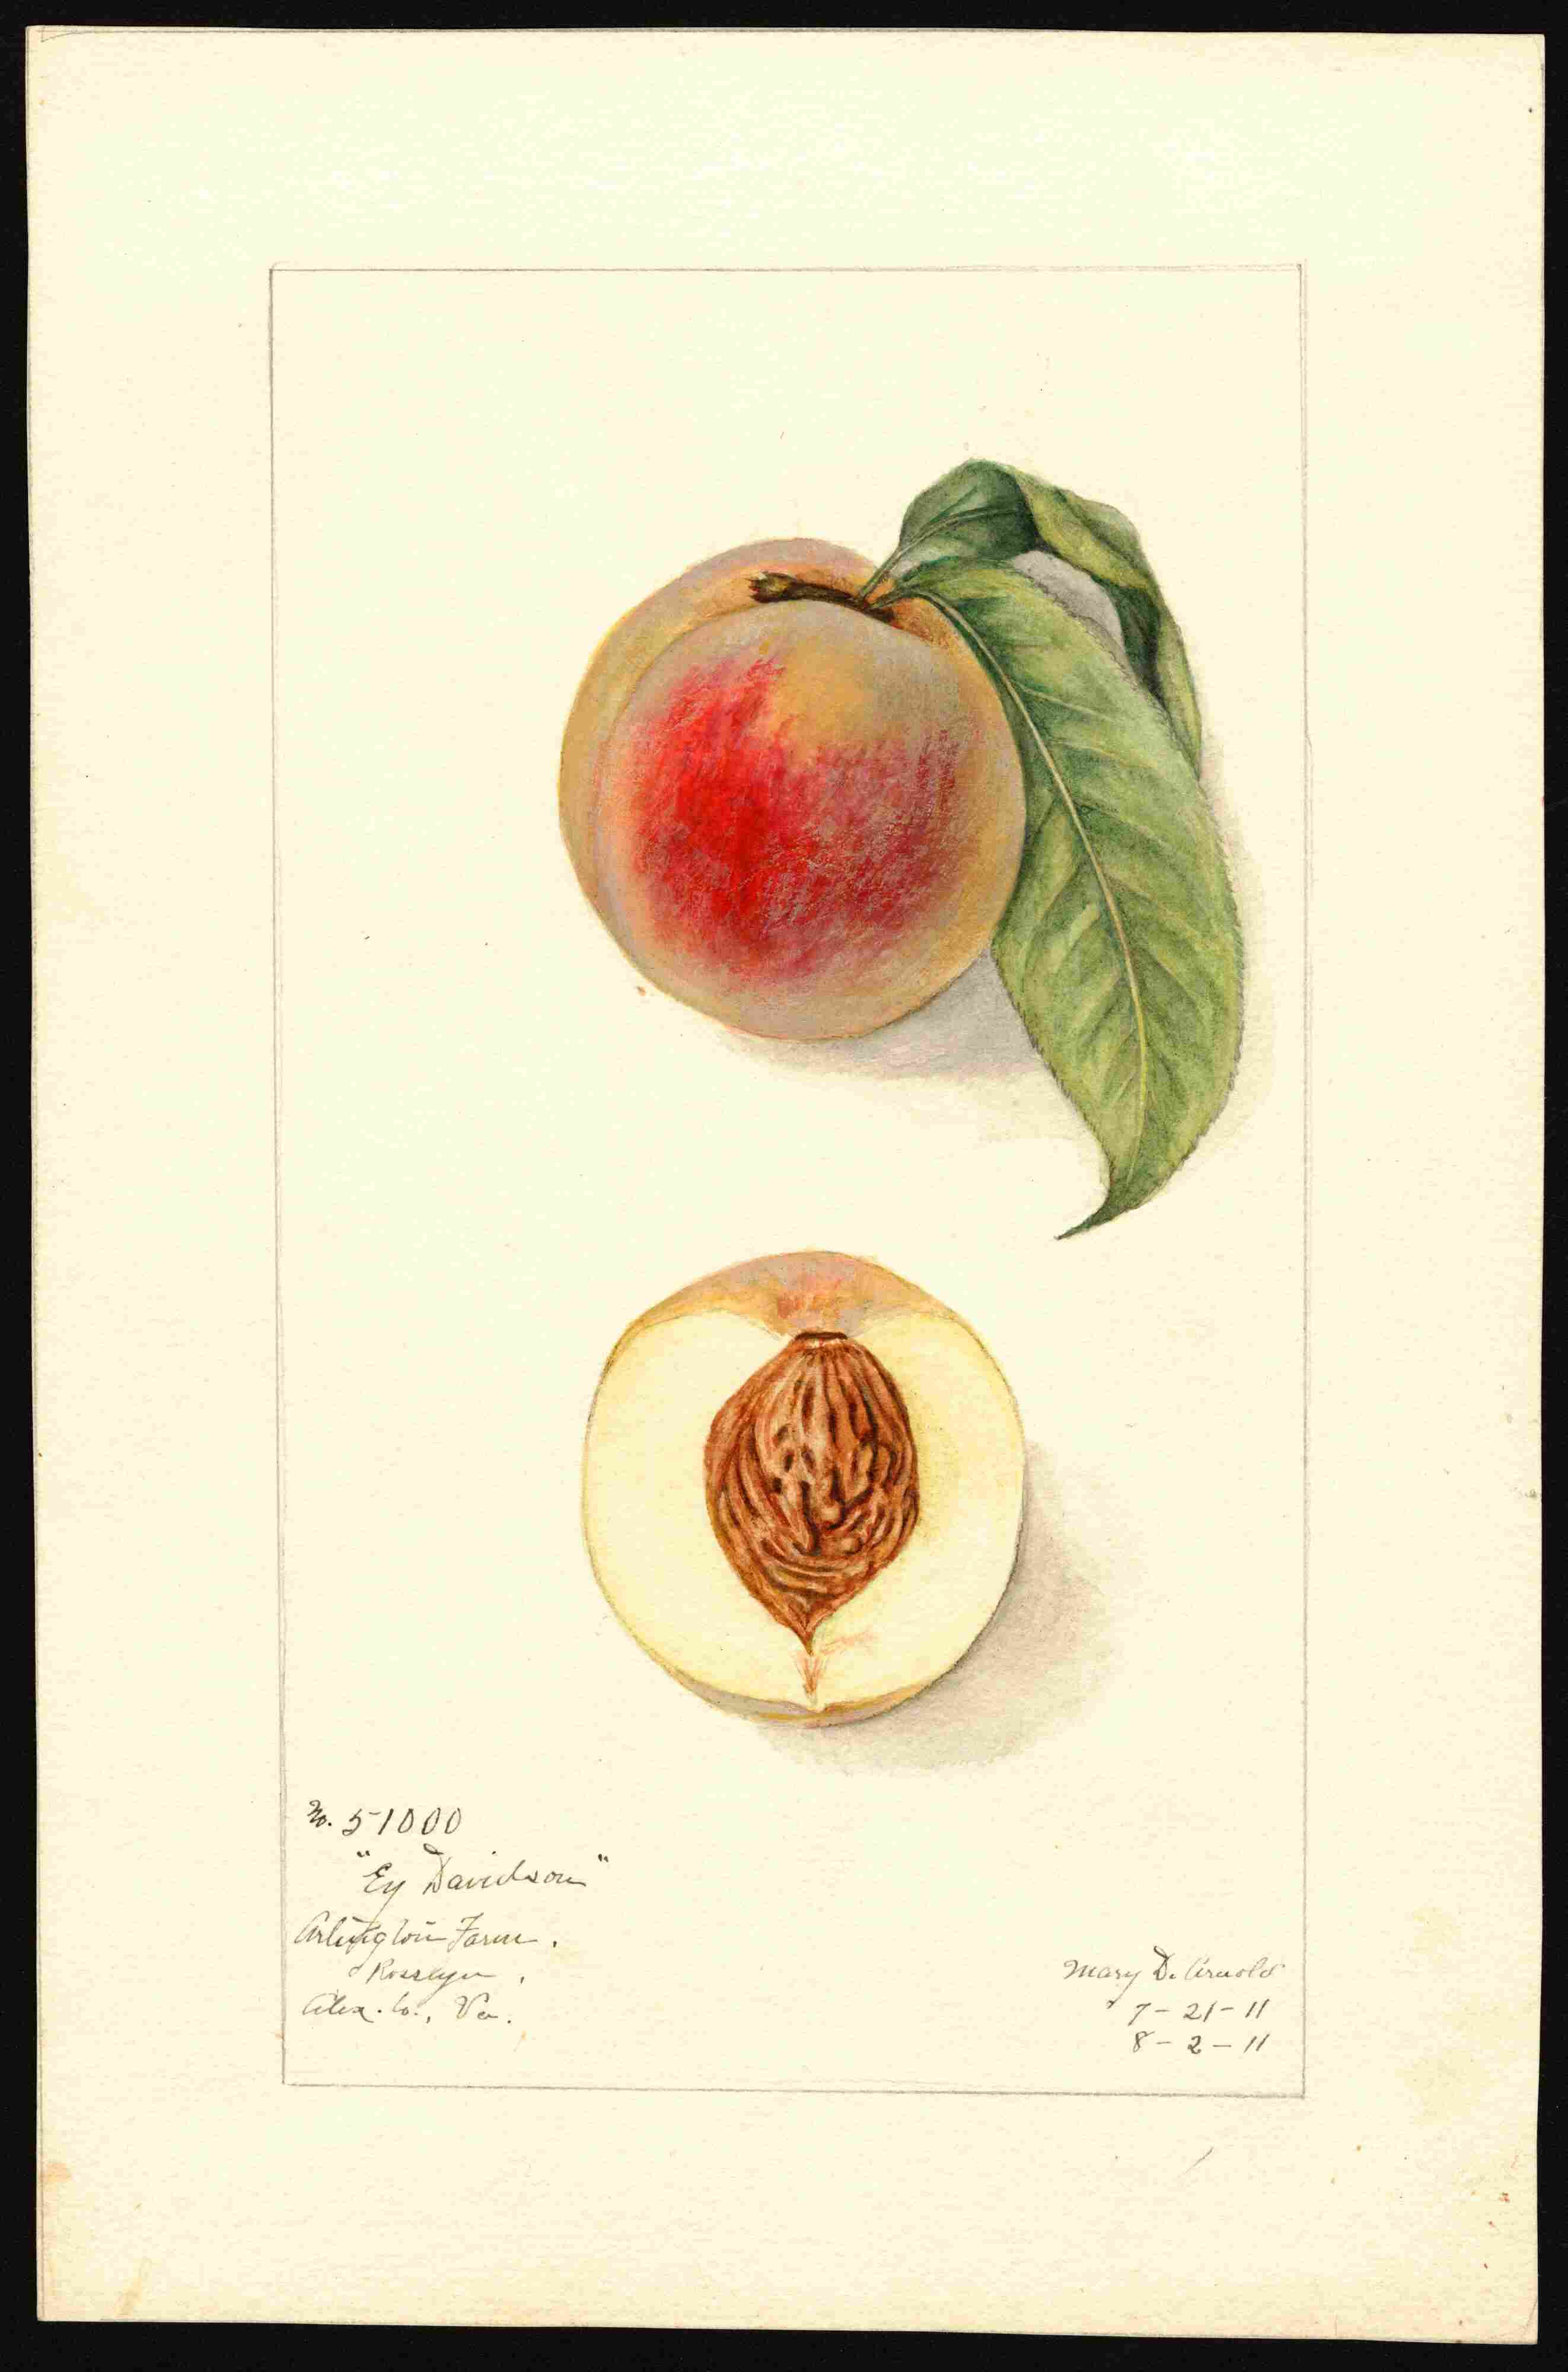 No. 51000
"Ey Davidson"
Arlington Farm.
Rosslyn,
Alex. Co., Va.
Mary D. Arnold
7-21-11
8-2-11